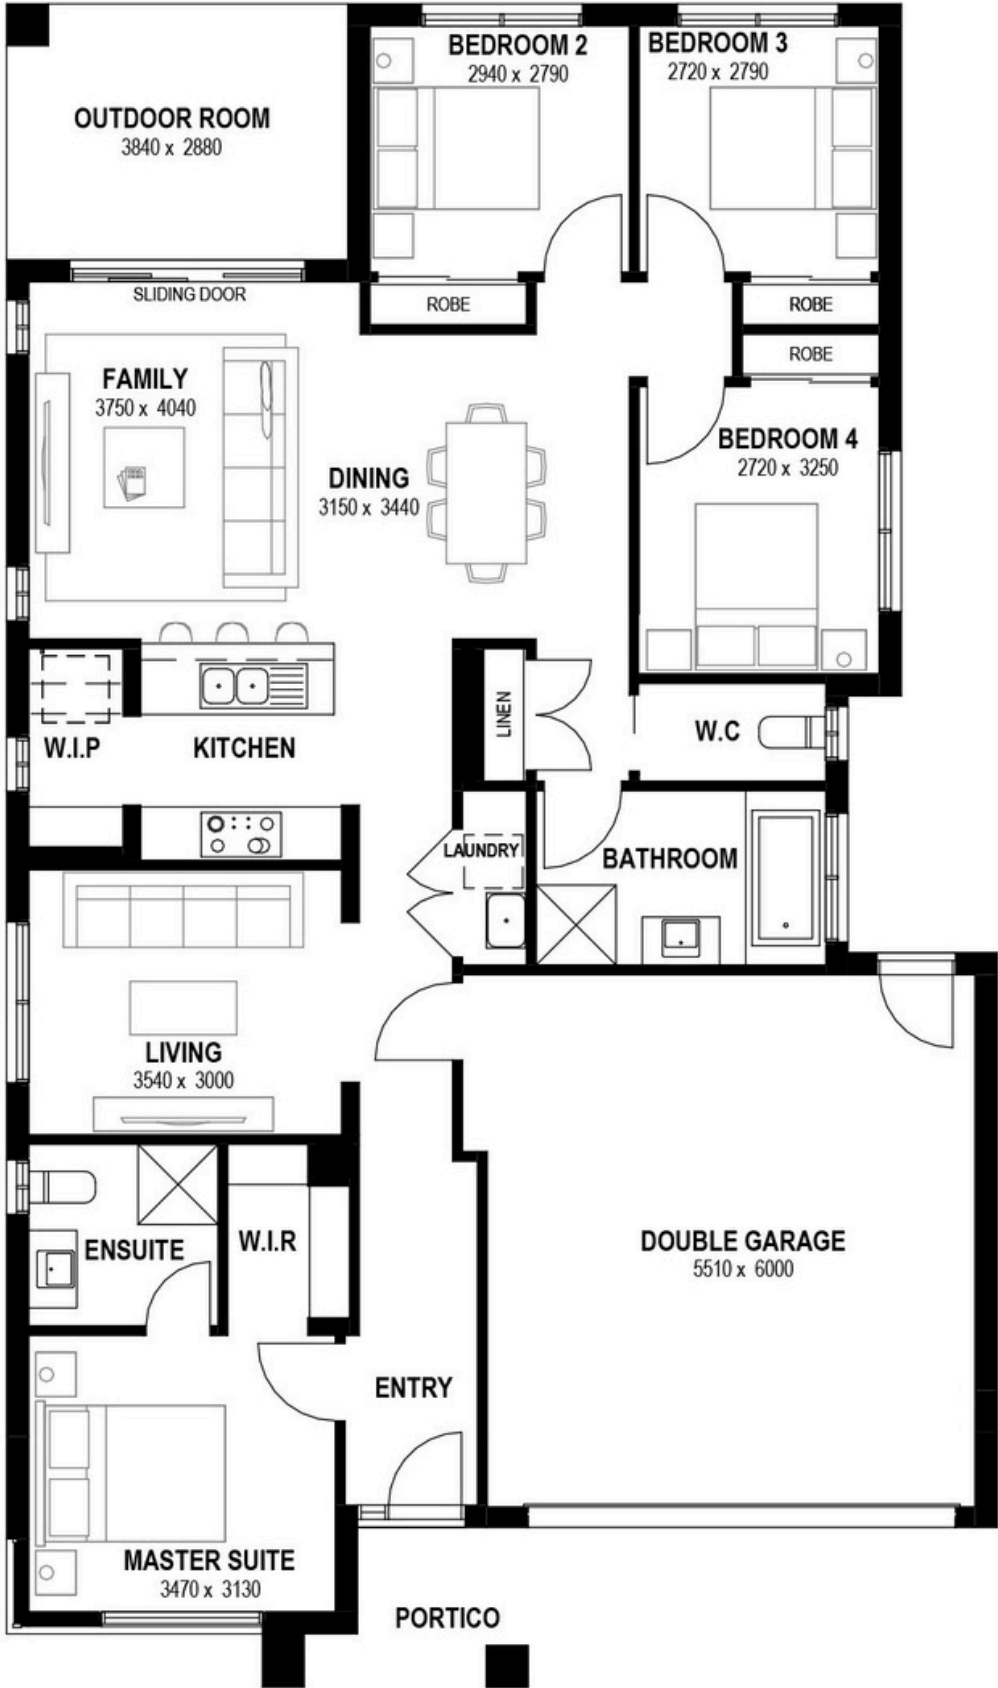 BEDROOM 2
2940 x 2790
BEDROOM 3
2720 x 2790
OUTDOOR ROOM
3840 x 2880
SLIDING DOOR
ROBE
ROBE
ROBE
FAMILY
3750 x 4040
DINING
3150 x 3440
BEDROOM 4
2720 x 3250
LINEN
W.C
W.I.P
KITCHEN
LAUNDRY
BATHROOM
LIVING
3540 x 3000
ENSUITE
W.I.R
DOUBLE GARAGE
5510 x 6000
ENTRY
MASTER SUITE
3470 x 3130
PORTICO